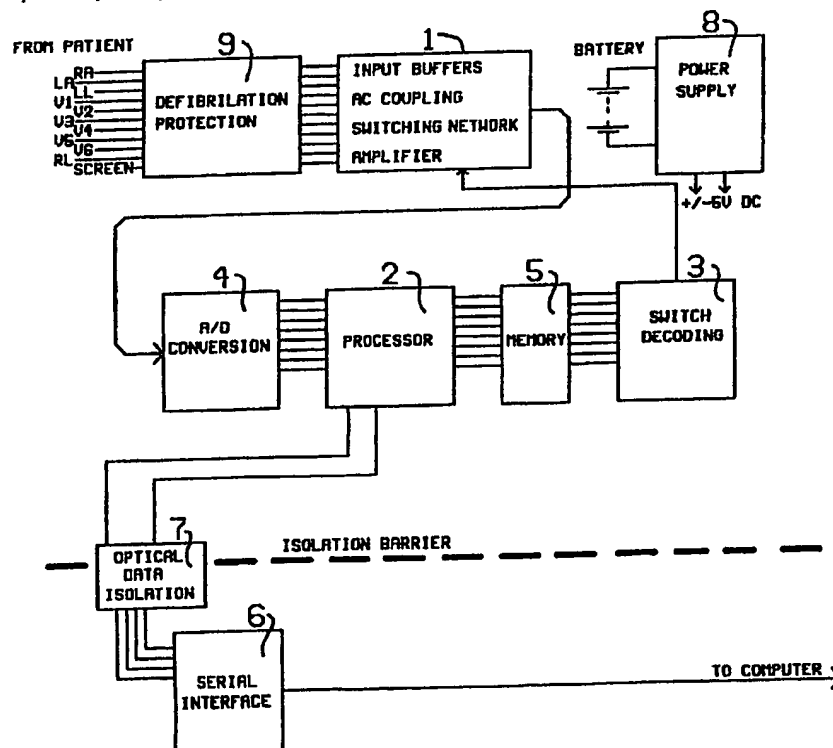 FROM PATIENT
RA
LA
LL
V1
V2
V3
V4
V5
V6
RL
SCREEN
9
DEFIBRILATION
PROTECTION
1
INPUT BUFFERS
AC COUPLING
SWITCHING NETWORK
AMPLIFIER
BATTERY
8
POWER
SUPPLY
+/-5V DC
4
A/D
CONVERSION
2
PROCESSOR
5
MEMORY
3
SWITCH
DECODING
7
OPTICAL
DATA
ISOLATION
ISOLATION BARRIER
6
SERIAL
INTERFACE
TO COMPUTER